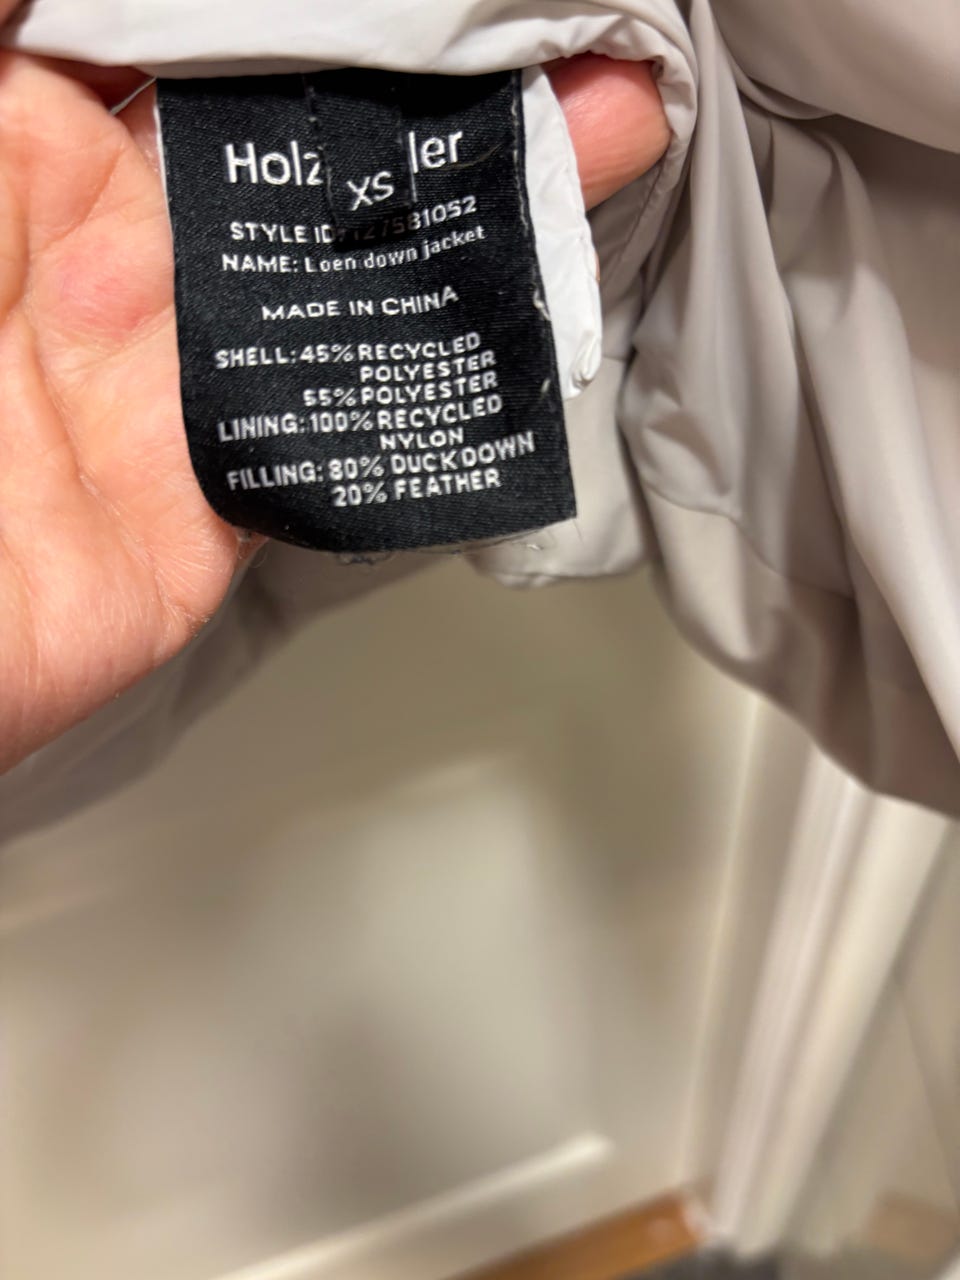 Holz ler
XS
STYLE ID: 127581052
NAME: Loen down jacket
MADE IN CHINA
SHELL: 45% RECYCLED
POLYESTER
55% POLYESTER
LINING: 100% RECYCLED
NYLON
FILLING: 80% DUCK DOWN
20% FEATHER